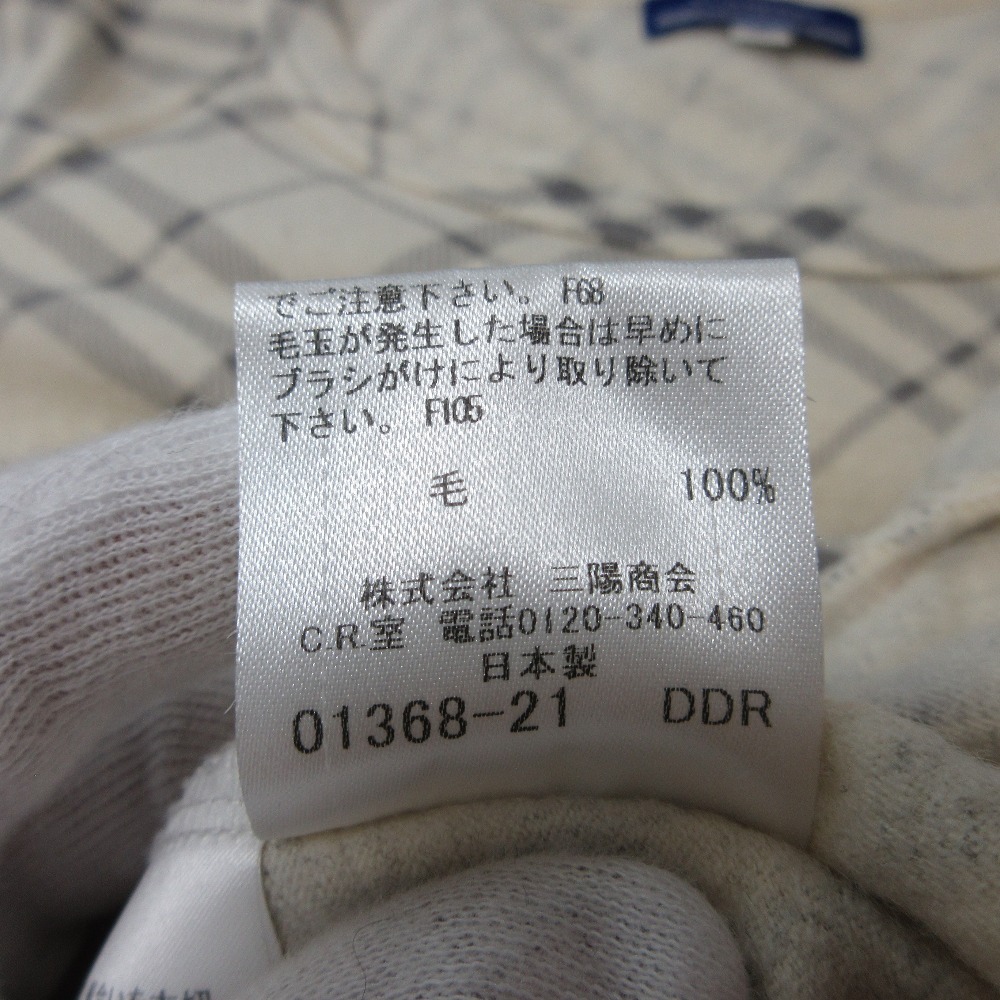 でご注意下さい。 F68
毛玉が発生した場合は早めに
ブラシがけにより取り除いて
下さい。 F105
毛 100%
株式会社 三陽商会
C.R.室 電話0120-340-460
日本製
01368-21 DDR